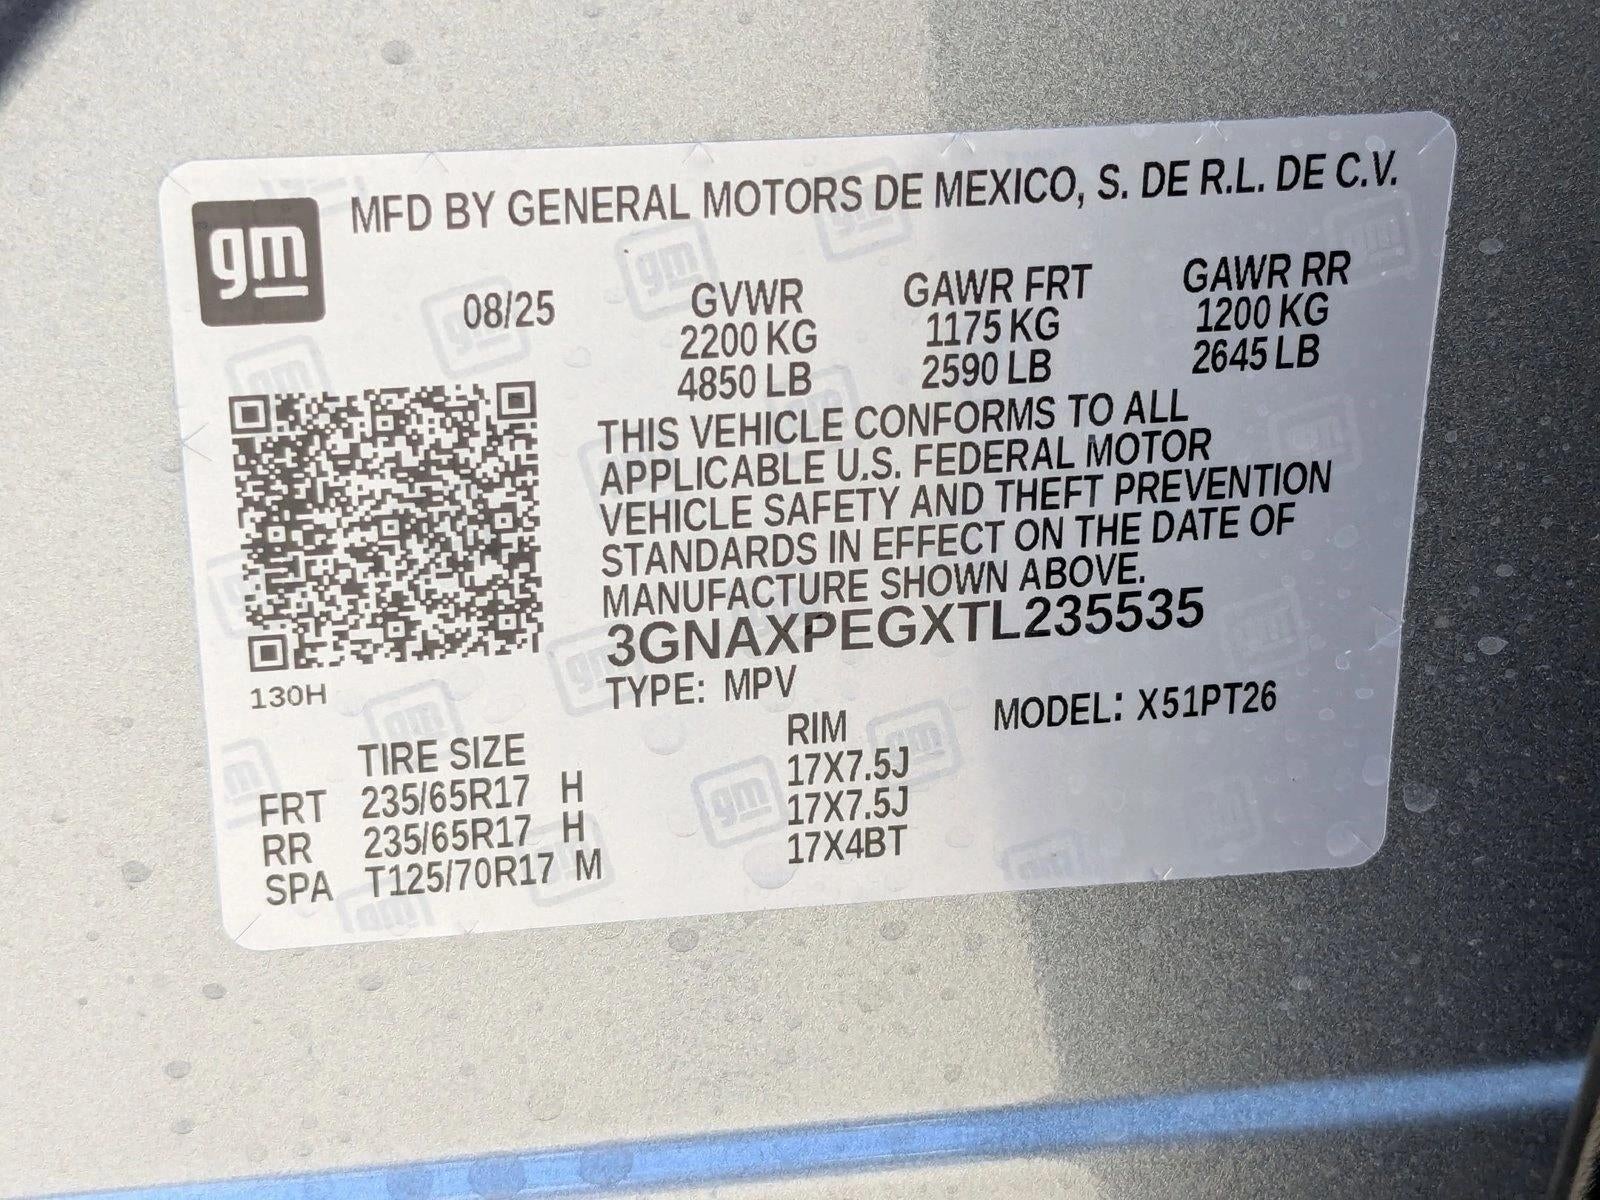 gm
MFD BY GENERAL MOTORS DE MEXICO, S. DE R.L. DE C.V.
08/25 GVWR GAWR FRT GAWR RR
2200 KG 1175 KG 1200 KG
4850 LB 2590 LB 2645 LB
THIS VEHICLE CONFORMS TO ALL
APPLICABLE U.S. FEDERAL MOTOR
VEHICLE SAFETY AND THEFT PREVENTION
STANDARDS IN EFFECT ON THE DATE OF
MANUFACTURE SHOWN ABOVE.
3GNAXPEGXTL235535
130H
TYPE: MPV MODEL: X51PT26
TIRE SIZE RIM
FRT 235/65R17 H 17X7.5J
RR 235/65R17 H 17X7.5J
SPA T125/70R17 M 17X4BT